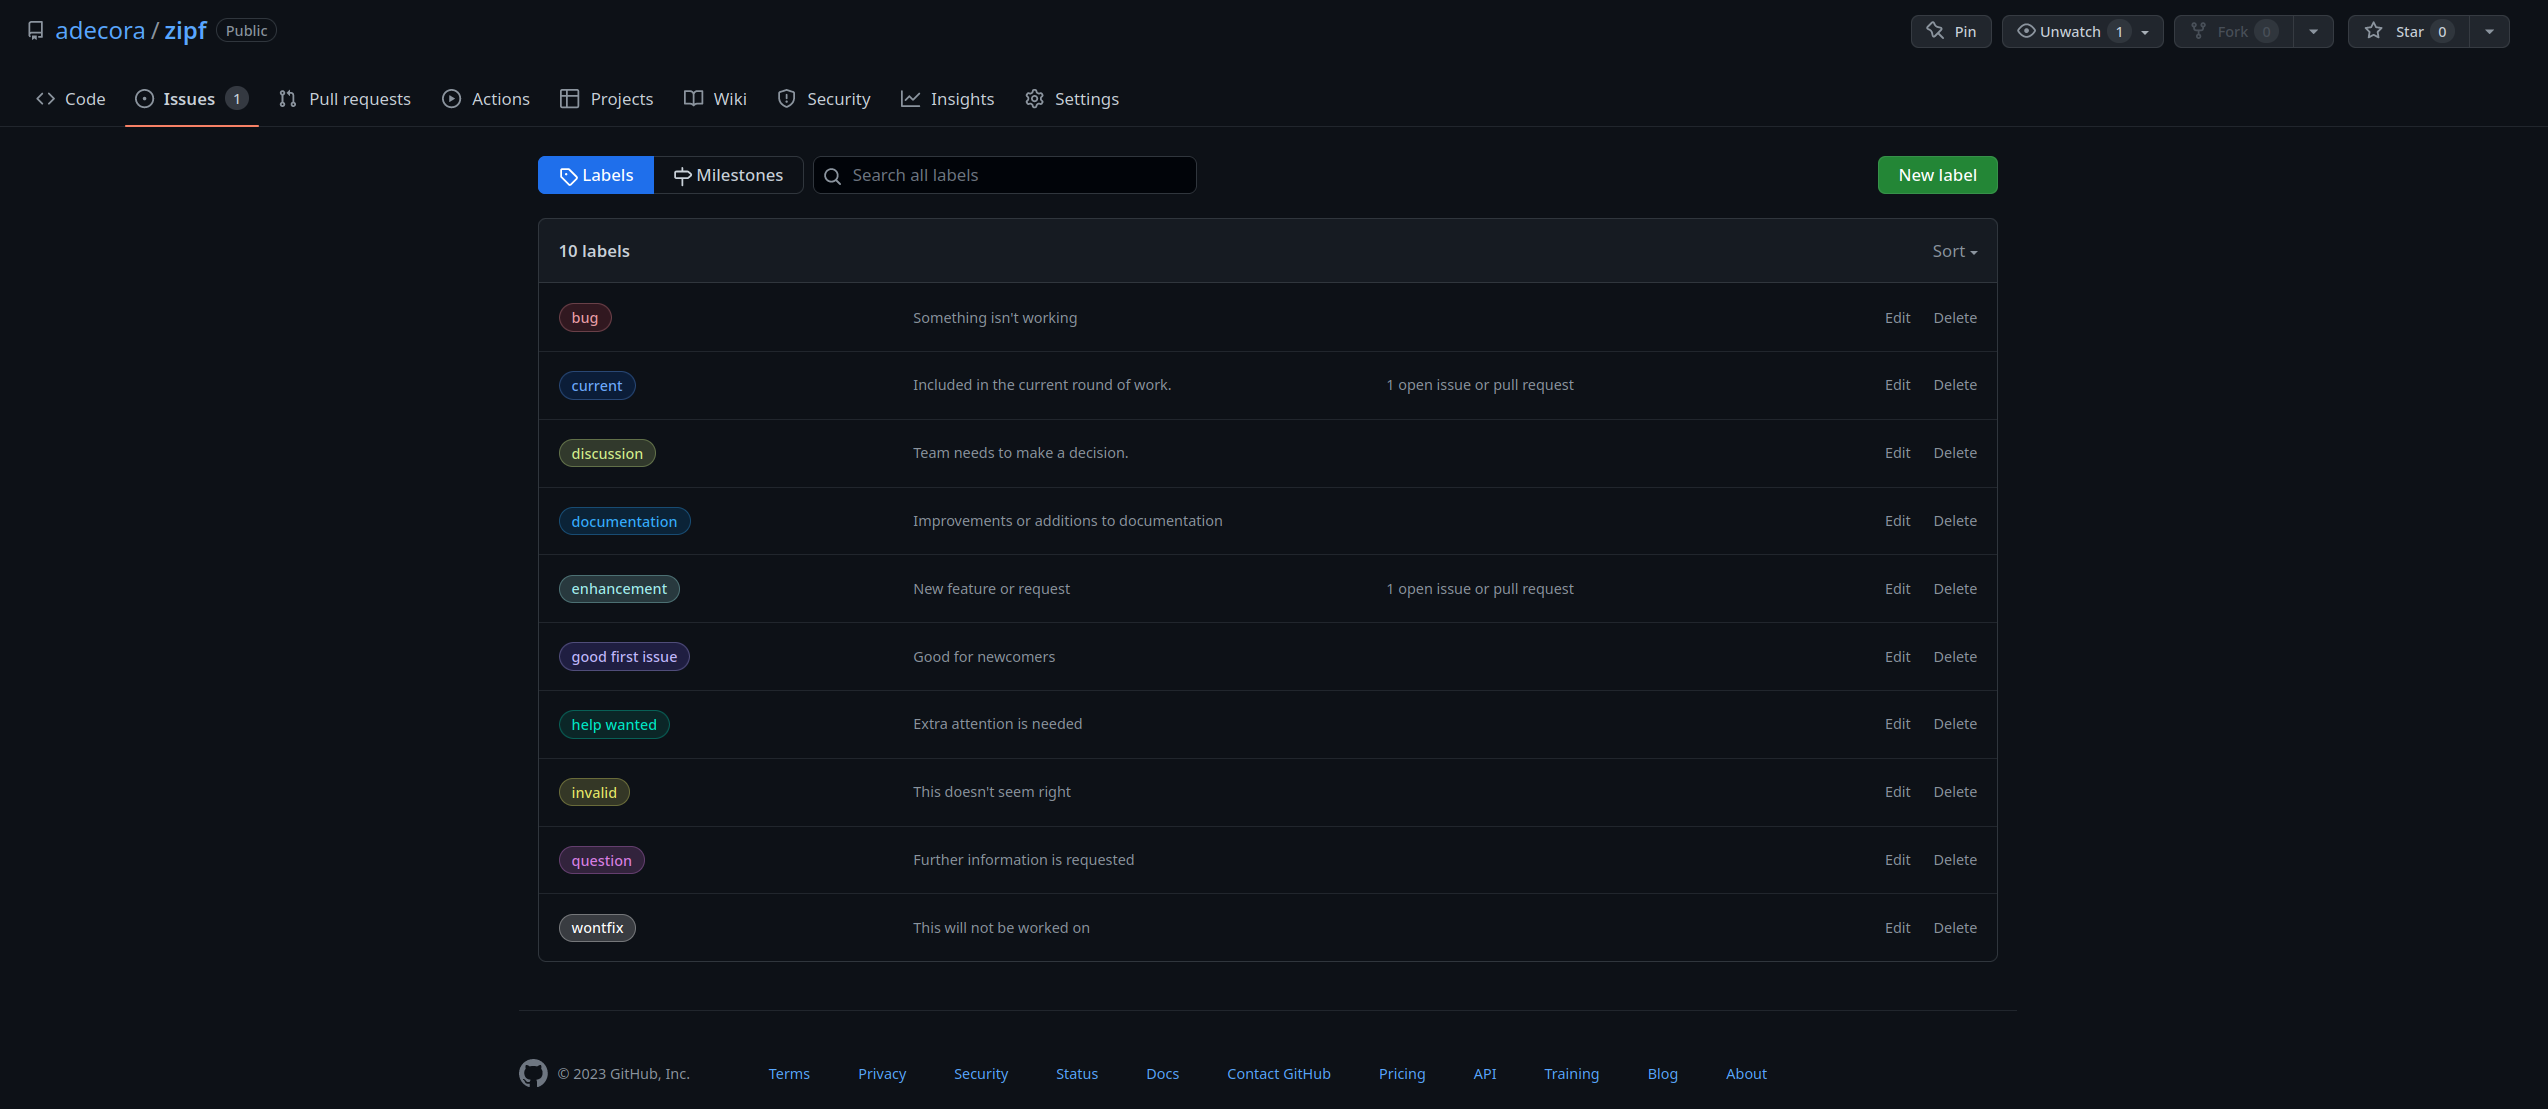 adecora / zipf Public Pin Unwatch 1 Fork 0 Star 0
Code Issues 1 Pull requests Actions Projects Wiki Security Insights Settings
Labels Milestones Search all labels New label
10 labels Sort
bug Something isn't working Edit Delete
current Included in the current round of work. 1 open issue or pull request Edit Delete
discussion Team needs to make a decision. Edit Delete
documentation Improvements or additions to documentation Edit Delete
enhancement New feature or request 1 open issue or pull request Edit Delete
good first issue Good for newcomers Edit Delete
help wanted Extra attention is needed Edit Delete
invalid This doesn't seem right Edit Delete
question Further information is requested Edit Delete
wontfix This will not be worked on Edit Delete
© 2023 GitHub, Inc. Terms Privacy Security Status Docs Contact GitHub Pricing API Training Blog About